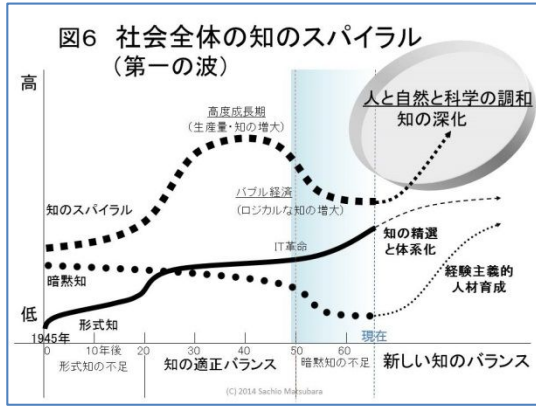 図6 社会全体の知のスパイラル
(第一の波)
高
高度成長期
(生産量・知の増大)
人と自然と科学の調和
知の深化
バブル経済
(ロジカルな知の増大)
知のスパイラル
IT革命
知の精選
と体系化
暗黙知
経験主義的
人材育成
低
形式知
1945年
現在
0
10年後
20
40
50
60
形式知の不足
知の適正バランス
暗黙知の不足
新しい知のバランス
(C) 2014 Sachio Matsubara